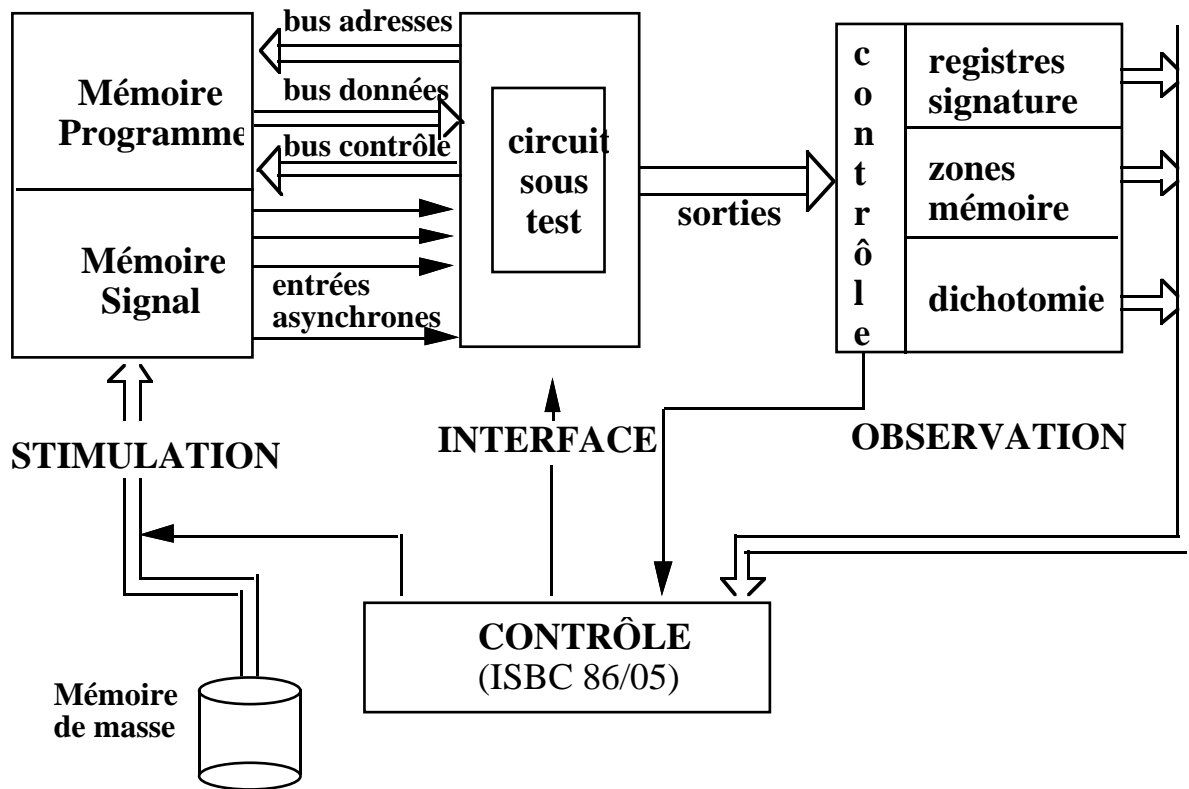 bus adresses
Mémoire
Programme
bus données
bus contrôle
Mémoire
Signal
entrées
asynchrones
circuit
sous
test
sorties
contrôle
registres
signature
zones
mémoire
dichotomie
STIMULATION
INTERFACE
OBSERVATION
CONTRÔLE
(ISBC 86/05)
Mémoire
de masse